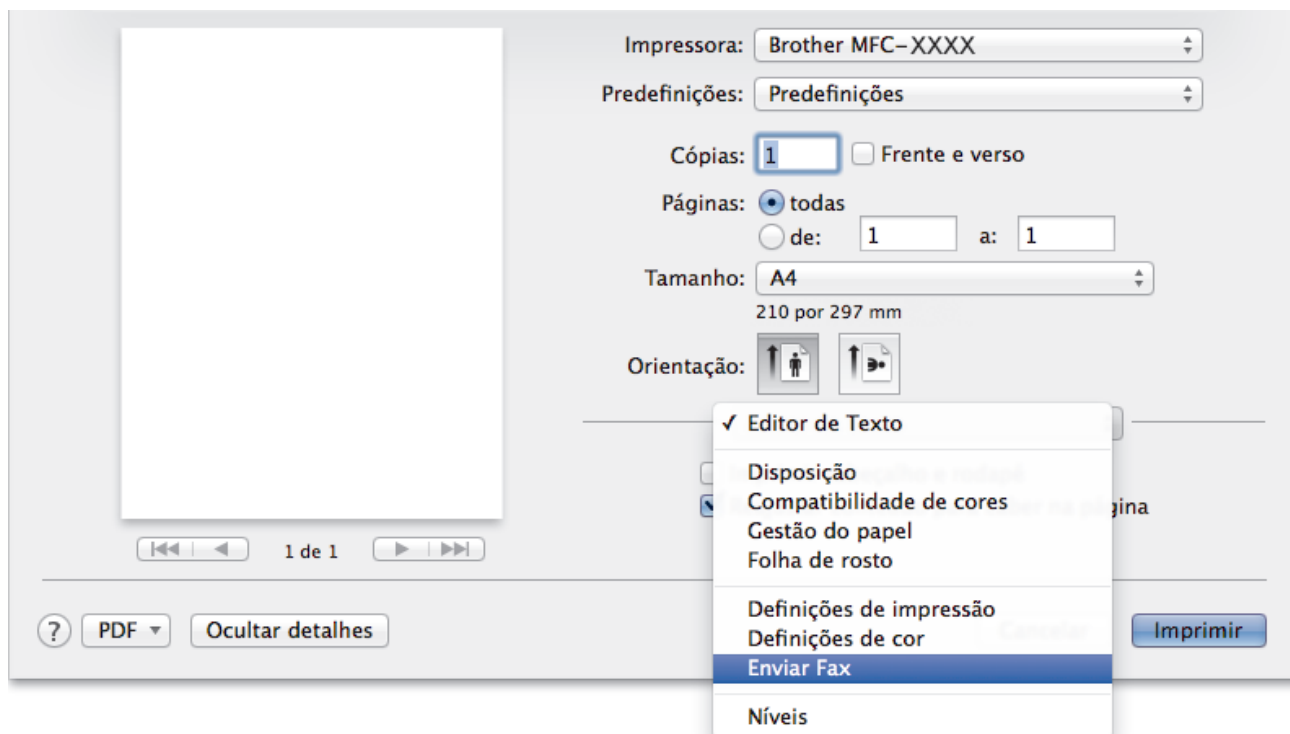 Impressora: Brother MFC-XXXX
Predefinições: Predefinições
Cópias: 1 Frente e verso
Páginas: todas
de: 1 a: 1
Tamanho: A4
210 por 297 mm
Orientação:
✓ Editor de Texto
Disposição
Compatibilidade de cores
gina
Gestão do papel
1 de 1
Folha de rosto
Definições de impressão
? PDF Ocultar detalhes
Definições de cor
Cancelar Imprimir
Enviar Fax
Níveis